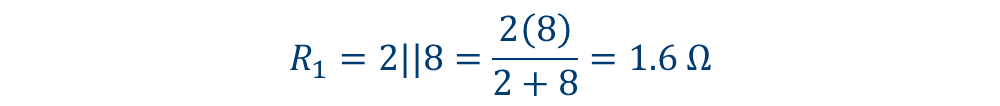 R₁ = 2||8 = 2(8)/(2 + 8) = 1.6 Ω